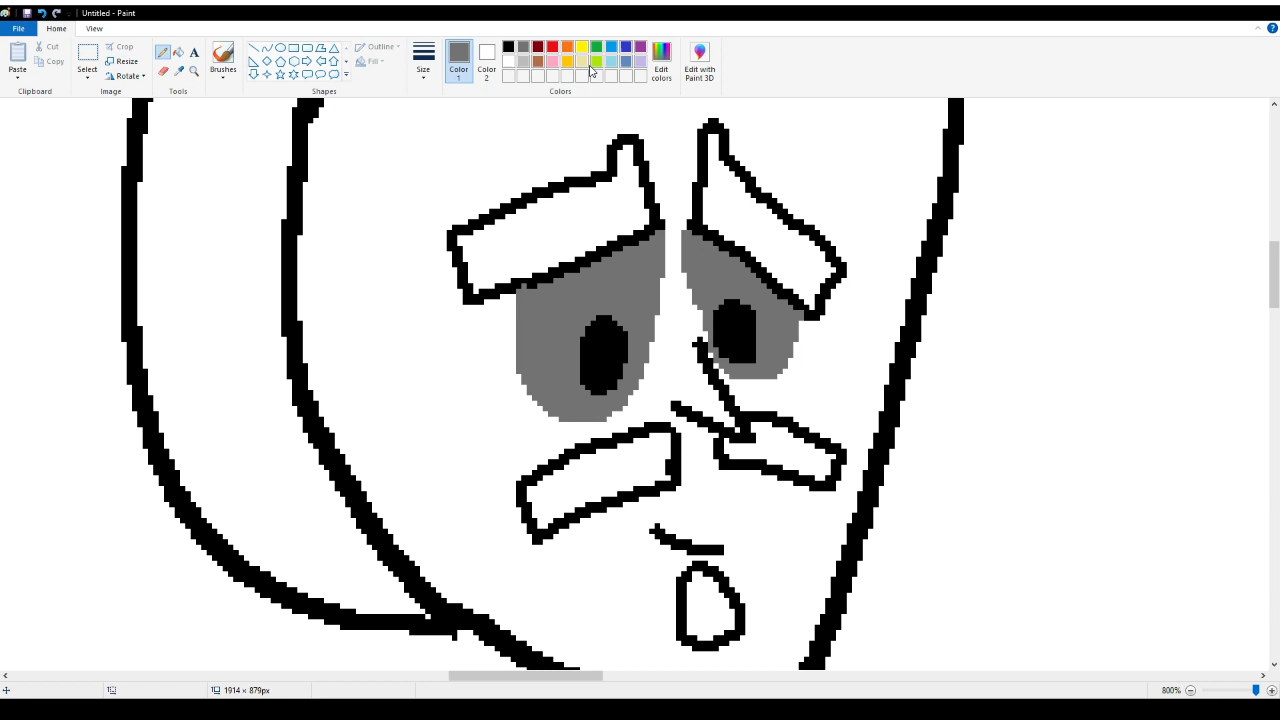 Untitled - Paint
File Home View
Paste
Cut
Copy
Clipboard
Select
Crop
Resize
Rotate
Image
A
Tools
Brushes
Outline
Fill
Shapes
Size
Color
1
Color
2
Colors
Edit
colors
Edit with
Paint 3D
1914 × 879px
800%